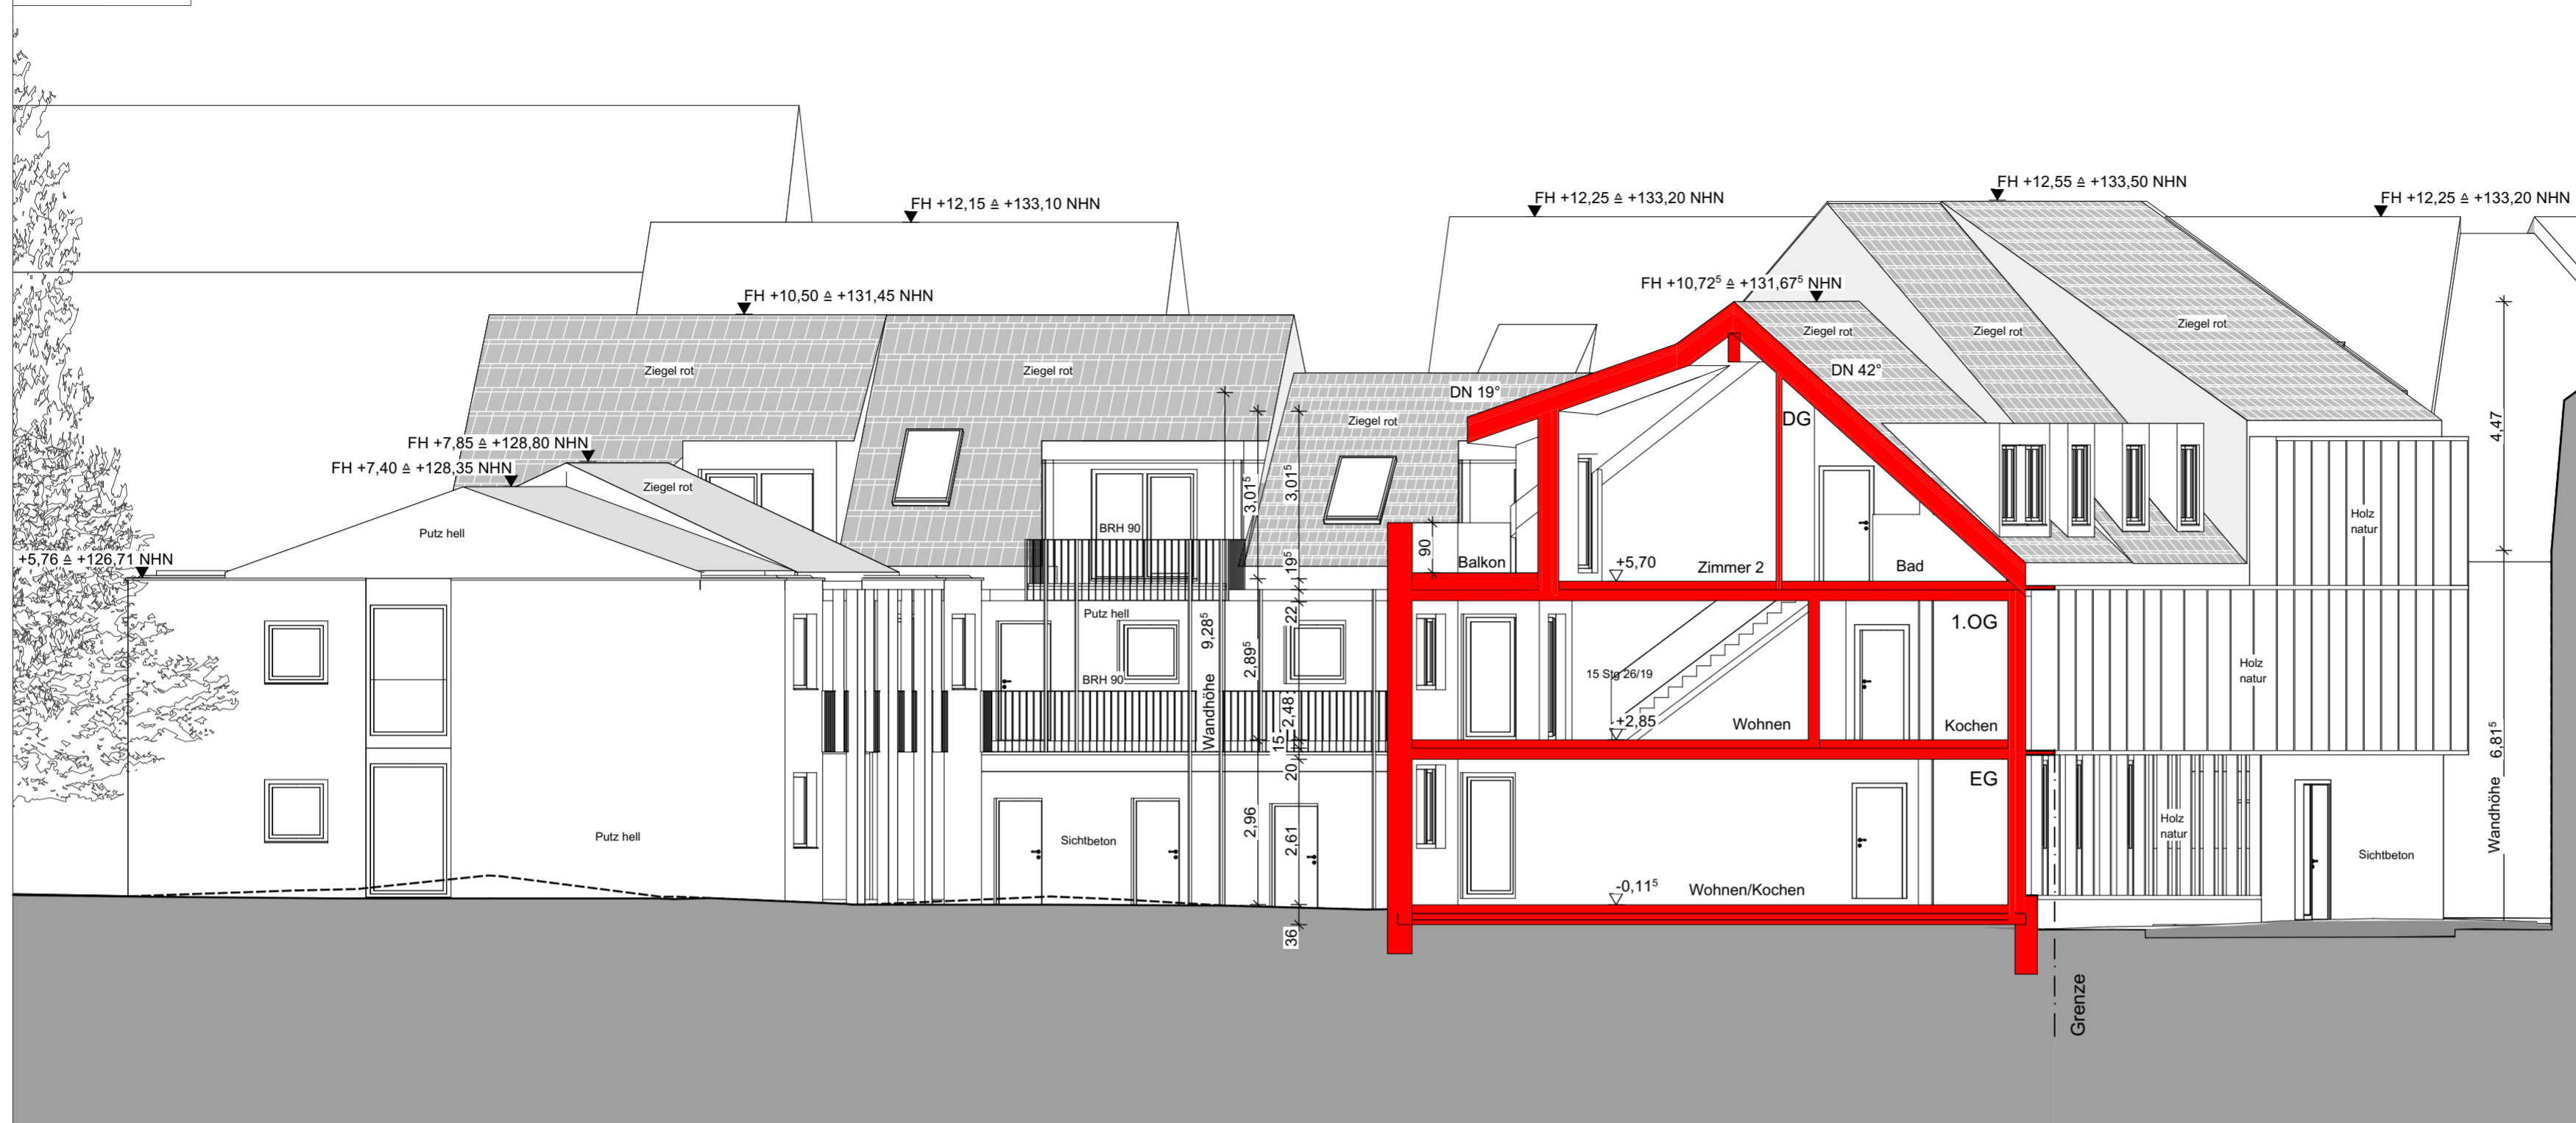 FH +12,55 ≙ +133,50 NHN
FH +12,15 ≙ +133,10 NHN
FH +12,25 ≙ +133,20 NHN
FH +12,25 ≙ +133,20 NHN
FH +10,72⁵ ≙ +131,67⁵ NHN
FH +10,50 ≙ +131,45 NHN
Ziegel rot
Ziegel rot
Ziegel rot
Ziegel rot
Ziegel rot
DN 42°
DN 19°
Ziegel rot
DG
4,47
FH +7,85 ≙ +128,80 NHN
FH +7,40 ≙ +128,35 NHN
Ziegel rot
3,01⁵
3,01⁵
Putz hell
BRH 90
Holz
natur
90
+5,76 ≙ +126,71 NHN
19⁵
Balkon
+5,70
Zimmer 2
Bad
Putz hell
22
1.OG
9,28⁵
Wandhöhe
2,89⁵
BRH 90
15 Stg 26/19
Holz
natur
2,48
15
+2,85
Wohnen
Kochen
6,81⁵
Wandhöhe
20
EG
2,96
2,61
Putz hell
Sichtbeton
Holz
natur
Sichtbeton
-0,11⁵
Wohnen/Kochen
36
Grenze